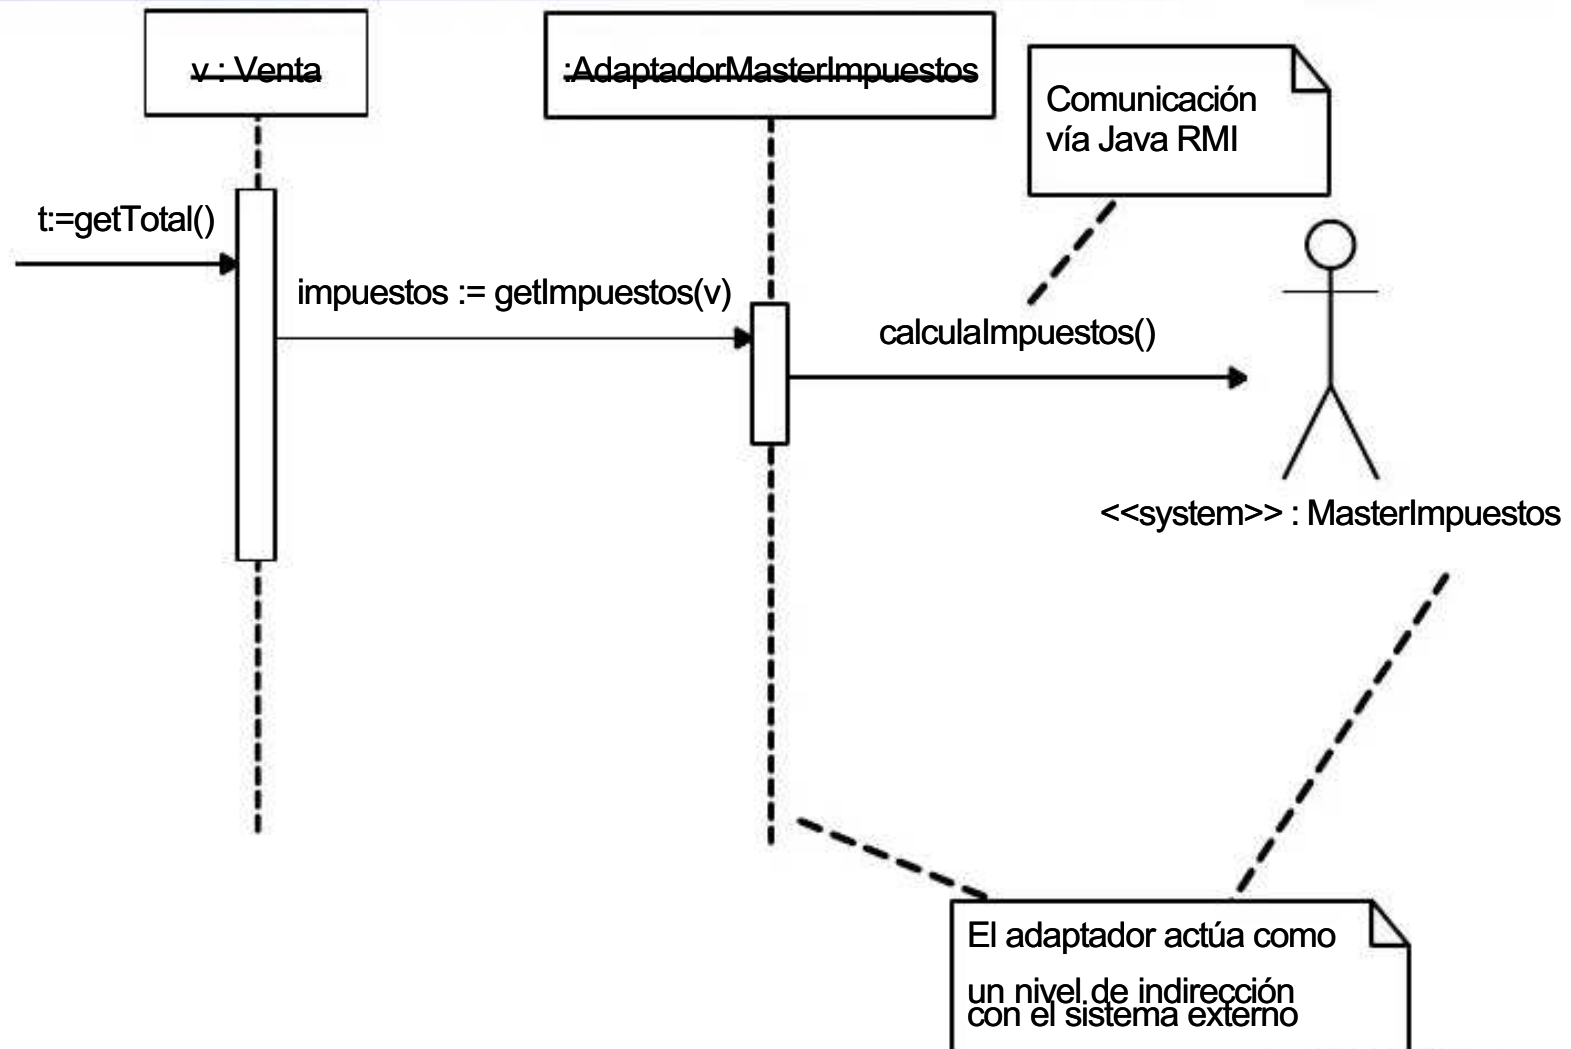 v : Venta
:AdaptadorMasterImpuestos
Comunicación
vía Java RMI
t:=getTotal()
impuestos := getImpuestos(v)
calculaImpuestos()
<<system>> : MasterImpuestos
El adaptador actúa como
un nivel de indirección
con el sistema externo